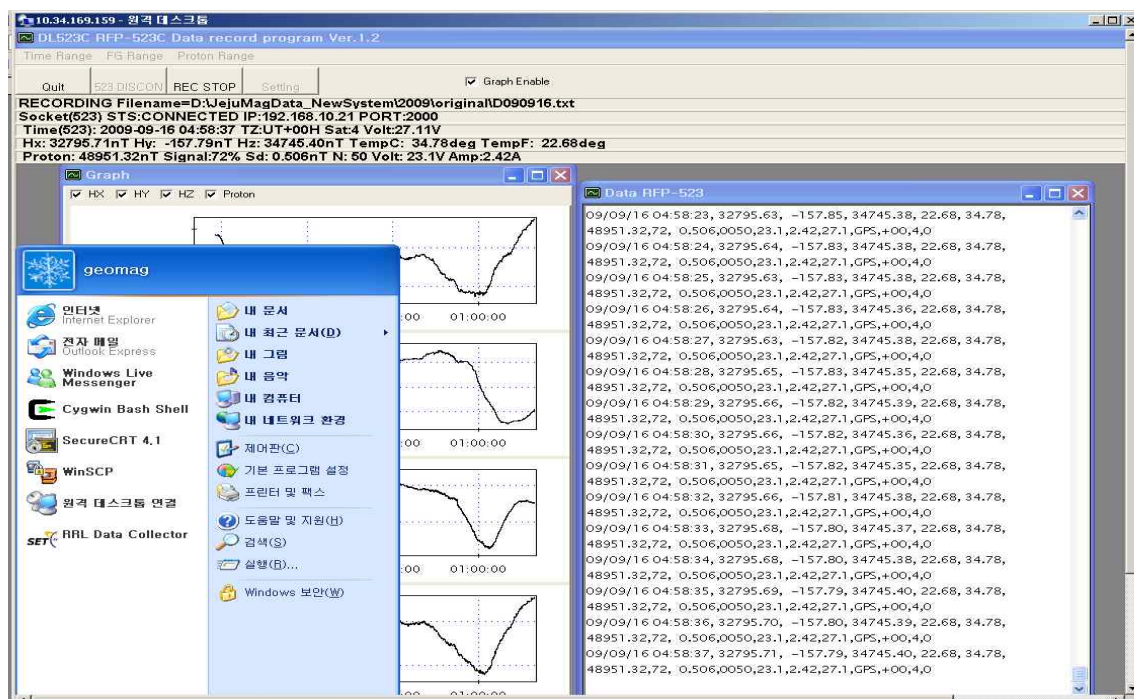 10.34.169.159 - 원격 데스크톱
DL523C RFP-523C Data record program Ver.1.2
Time Range FG Range Proton Range
Quit 523 DISCON REC STOP Setting Graph Enable
RECORDING Filename=D:\JejuMagData_NewSystem\2009\original\D090916.txt
Socket(523) STS:CONNECTED IP:192.168.10.21 PORT:2000
Time(523): 2009-09-16 04:58:37 TZ:UT+00H Sat:4 Volt:27.11V
Hx: 32795.71nT Hy: -157.79nT Hz: 34745.40nT TempC: 34.78deg TempF: 22.68deg
Proton: 48951.32nT Signal:72% Sd: 0.506nT N: 50 Volt: 23.1V Amp:2.42A
Graph
HX HY HZ Proton
:00 01:00:00
:00 01:00:00
:00 01:00:00
:00 01:00:00
geomag
인터넷
Internet Explorer
전자 메일
Outlook Express
Windows Live
Messenger
Cygwin Bash Shell
SecureCRT 4.1
WinSCP
원격 데스크톱 연결
SET
RRL Data Collector
내 문서
내 최근 문서(D)
내 그림
내 음악
내 컴퓨터
내 네트워크 환경
제어판(C)
기본 프로그램 설정
프린터 및 팩스
도움말 및 지원(H)
검색(S)
실행(R)...
Windows 보안(W)
Data RFP-523
09/09/16 04:58:23, 32795.63, -157.85, 34745.38, 22.68, 34.78,
48951.32,72, 0.506,0050,23.1,2.42,27.1,GPS,+00,4,0
09/09/16 04:58:24, 32795.64, -157.83, 34745.38, 22.68, 34.78,
48951.32,72, 0.506,0050,23.1,2.42,27.1,GPS,+00,4,0
09/09/16 04:58:25, 32795.63, -157.83, 34745.38, 22.68, 34.78,
48951.32,72, 0.506,0050,23.1,2.42,27.1,GPS,+00,4,0
09/09/16 04:58:26, 32795.64, -157.83, 34745.36, 22.68, 34.78,
48951.32,72, 0.506,0050,23.1,2.42,27.1,GPS,+00,4,0
09/09/16 04:58:27, 32795.63, -157.82, 34745.38, 22.68, 34.78,
48951.32,72, 0.506,0050,23.1,2.42,27.1,GPS,+00,4,0
09/09/16 04:58:28, 32795.65, -157.83, 34745.35, 22.68, 34.78,
48951.32,72, 0.506,0050,23.1,2.42,27.1,GPS,+00,4,0
09/09/16 04:58:29, 32795.66, -157.82, 34745.39, 22.68, 34.78,
48951.32,72, 0.506,0050,23.1,2.42,27.1,GPS,+00,4,0
09/09/16 04:58:30, 32795.66, -157.82, 34745.36, 22.68, 34.78,
48951.32,72, 0.506,0050,23.1,2.42,27.1,GPS,+00,4,0
09/09/16 04:58:31, 32795.65, -157.82, 34745.35, 22.68, 34.78,
48951.32,72, 0.506,0050,23.1,2.42,27.1,GPS,+00,4,0
09/09/16 04:58:32, 32795.66, -157.81, 34745.38, 22.68, 34.78,
48951.32,72, 0.506,0050,23.1,2.42,27.1,GPS,+00,4,0
09/09/16 04:58:33, 32795.68, -157.80, 34745.37, 22.68, 34.78,
48951.32,72, 0.506,0050,23.1,2.42,27.1,GPS,+00,4,0
09/09/16 04:58:34, 32795.68, -157.80, 34745.38, 22.68, 34.78,
48951.32,72, 0.506,0050,23.1,2.42,27.1,GPS,+00,4,0
09/09/16 04:58:35, 32795.69, -157.79, 34745.40, 22.68, 34.78,
48951.32,72, 0.506,0050,23.1,2.42,27.1,GPS,+00,4,0
09/09/16 04:58:36, 32795.70, -157.80, 34745.39, 22.68, 34.78,
48951.32,72, 0.506,0050,23.1,2.42,27.1,GPS,+00,4,0
09/09/16 04:58:37, 32795.71, -157.79, 34745.40, 22.68, 34.78,
48951.32,72, 0.506,0050,23.1,2.42,27.1,GPS,+00,4,0